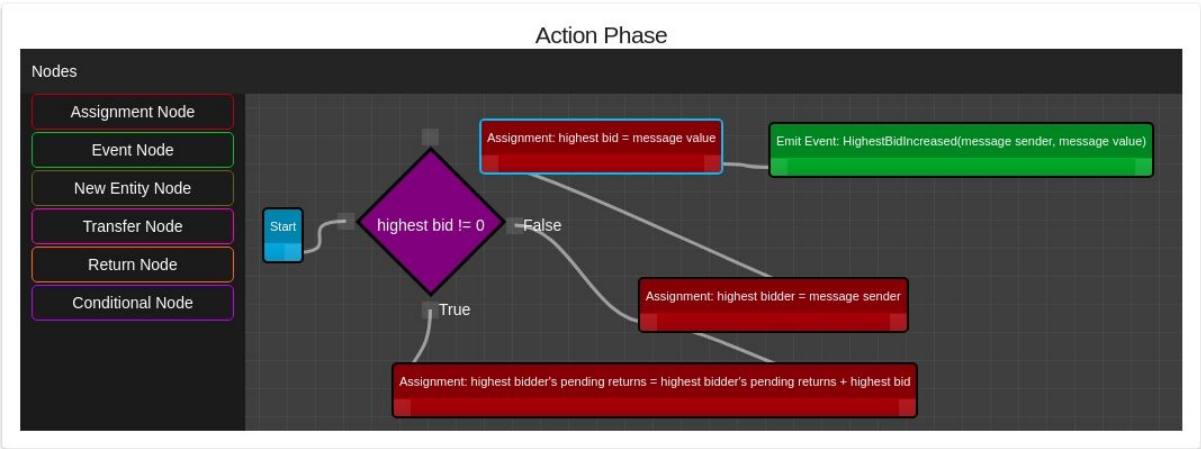 Action Phase
Nodes
Assignment Node
Event Node
New Entity Node
Transfer Node
Return Node
Conditional Node
Assignment: highest bid = message value
Emit Event: HighestBidIncreased(message sender, message value)
Start
highest bid != 0
False
Assignment: highest bidder = message sender
True
Assignment: highest bidder's pending returns = highest bidder's pending returns + highest bid